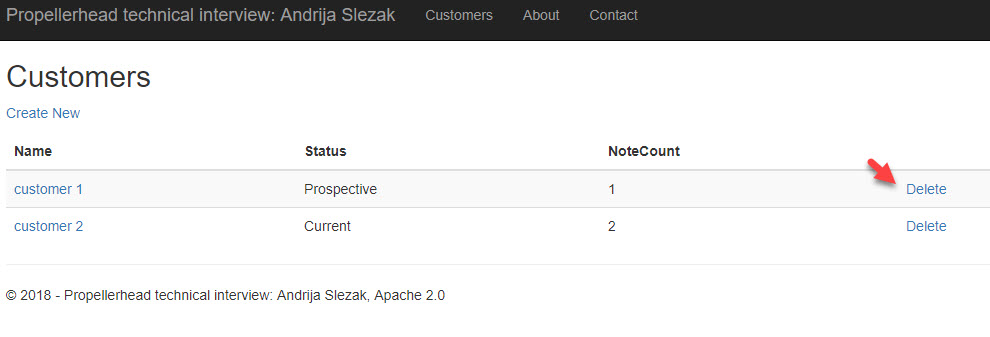 Propellerhead technical interview: Andrija Slezak Customers About Contact
Customers
Create New
Name Status NoteCount
customer 1 Prospective 1 Delete
customer 2 Current 2 Delete
© 2018 - Propellerhead technical interview: Andrija Slezak, Apache 2.0